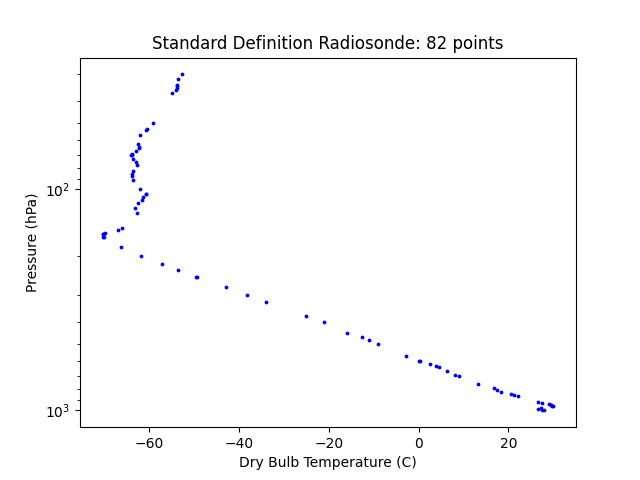 Standard Definition Radiosonde: 82 points
10²
Pressure (hPa)
10³
−60 −40 −20 0 20
Dry Bulb Temperature (C)